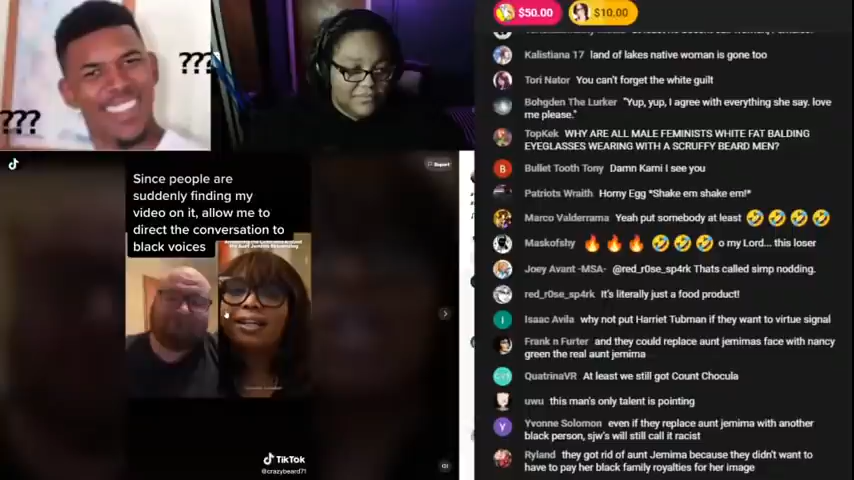 ???
???
Since people are
suddenly finding my
video on it, allow me to
direct the conversation to
black voices
TikTok
@crazybeard71
$50.00
$10.00
Kalistiana 17 land of lakes native woman is gone too
Tori Nator You can't forget the white guilt
Bohgden The Lurker "Yup, yup, I agree with everything she say. love
me please."
TopKek WHY ARE ALL MALE FEMINISTS WHITE FAT BALDING
EYEGLASSES WEARING WITH A SCRUFFY BEARD MEN?
B
Bullet Tooth Tony Damn Kami I see you
Patriots Wraith Horny Egg *Shake em shake em!*
Marco Valderrama Yeah put somebody at least 🤣🤣🤣🤣
Maskofshy 🔥🔥🔥🤣🤣🤣 o my Lord... this loser
Joey Avant -MSA- @red_r0se_sp4rk Thats called simp nodding.
red_r0se_sp4rk It's literally just a food product!
I
Isaac Avila why not put Harriet Tubman if they want to virtue signal
Frank n Furter and they could replace aunt jemimas face with nancy
green the real aunt jemima
QuatrinaVR At least we still got Count Chocula
uwu this man's only talent is pointing
Y
Yvonne Solomon even if they replace aunt jemima with another
black person, sjw's will still call it racist
Ryland they got rid of aunt Jemima because they didn't want to
have to pay her black family royalties for her image